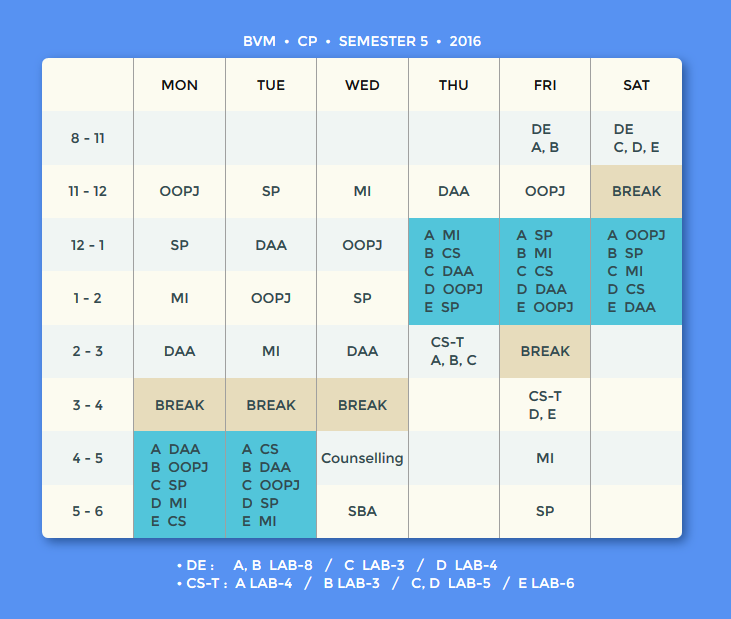 BVM • CP • SEMESTER 5 • 2016
MON TUE WED THU FRI SAT
8 - 11 DE A, B DE C, D, E
11 - 12 OOPJ SP MI DAA OOPJ BREAK
12 - 1 SP DAA OOPJ
1 - 2 MI OOPJ SP
A MI
B CS
C DAA
D OOPJ
E SP
A SP
B MI
C CS
D DAA
E OOPJ
A OOPJ
B SP
C MI
D CS
E DAA
2 - 3 DAA MI DAA CS-T A, B, C BREAK
3 - 4 BREAK BREAK BREAK CS-T D, E
4 - 5 Counselling MI
5 - 6 SBA SP
A DAA
B OOPJ
C SP
D MI
E CS
A CS
B DAA
C OOPJ
D SP
E MI
• DE : A, B LAB-8 / C LAB-3 / D LAB-4
• CS-T : A LAB-4 / B LAB-3 / C, D LAB-5 / E LAB-6